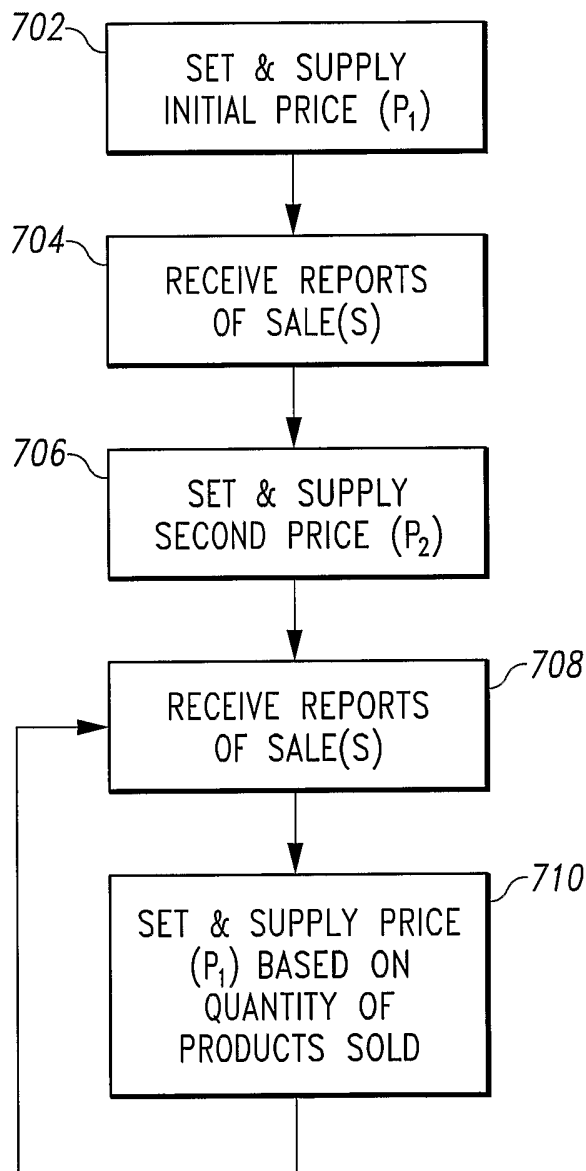 702
SET & SUPPLY
INITIAL PRICE (P₁)
704
RECEIVE REPORTS
OF SALE(S)
706
SET & SUPPLY
SECOND PRICE (P₂)
708
RECEIVE REPORTS
OF SALE(S)
710
SET & SUPPLY PRICE
(P₁) BASED ON
QUANTITY OF
PRODUCTS SOLD